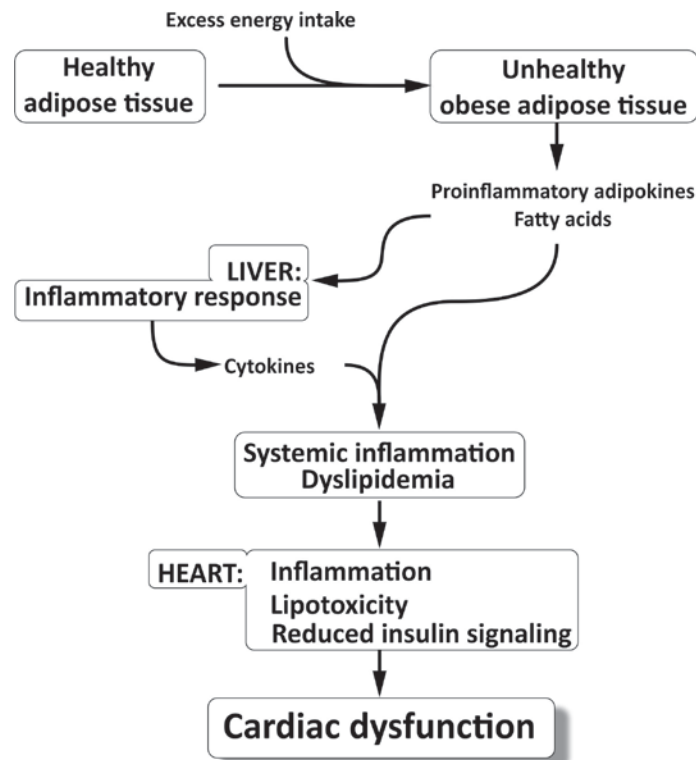 Excess energy intake
Healthy
adipose tissue
Unhealthy
obese adipose tissue
Proinflammatory adipokines
Fatty acids
LIVER:
Inflammatory response
Cytokines
Systemic inflammation
Dyslipidemia
HEART:
Inflammation
Lipotoxicity
Reduced insulin signaling
Cardiac dysfunction